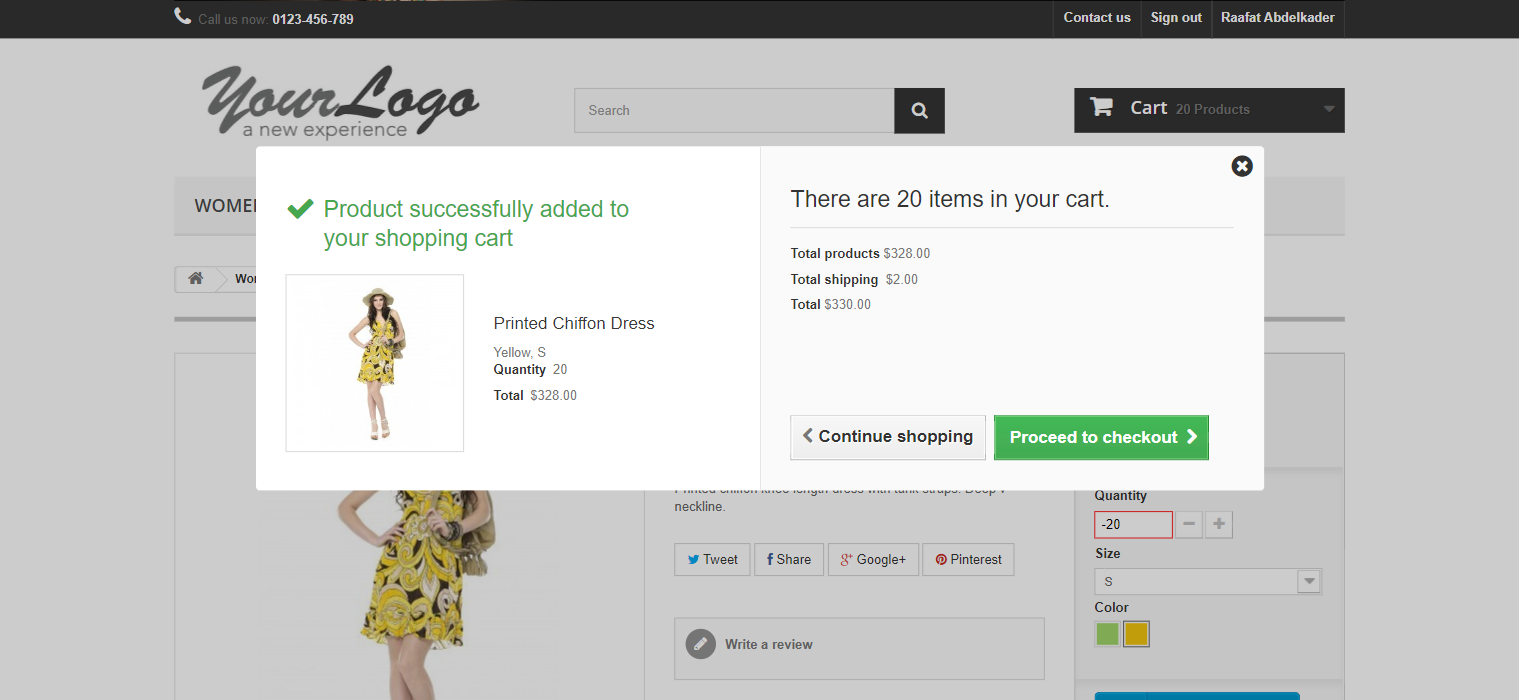 Call us now: 0123-456-789
Contact us
Sign out
Raafat Abdelkader
YourLogo
a new experience
Search
Cart 20 Products
WOME
Product successfully added to
your shopping cart
Printed Chiffon Dress
Yellow, S
Quantity 20
Total $328.00
There are 20 items in your cart.
Total products $328.00
Total shipping $2.00
Total $330.00
Continue shopping
Proceed to checkout
Wo
Printed chiffon knee length dress with tank straps. Deep v-
neckline.
Tweet
Share
Google+
Pinterest
Write a review
Quantity
-20
Size
S
Color